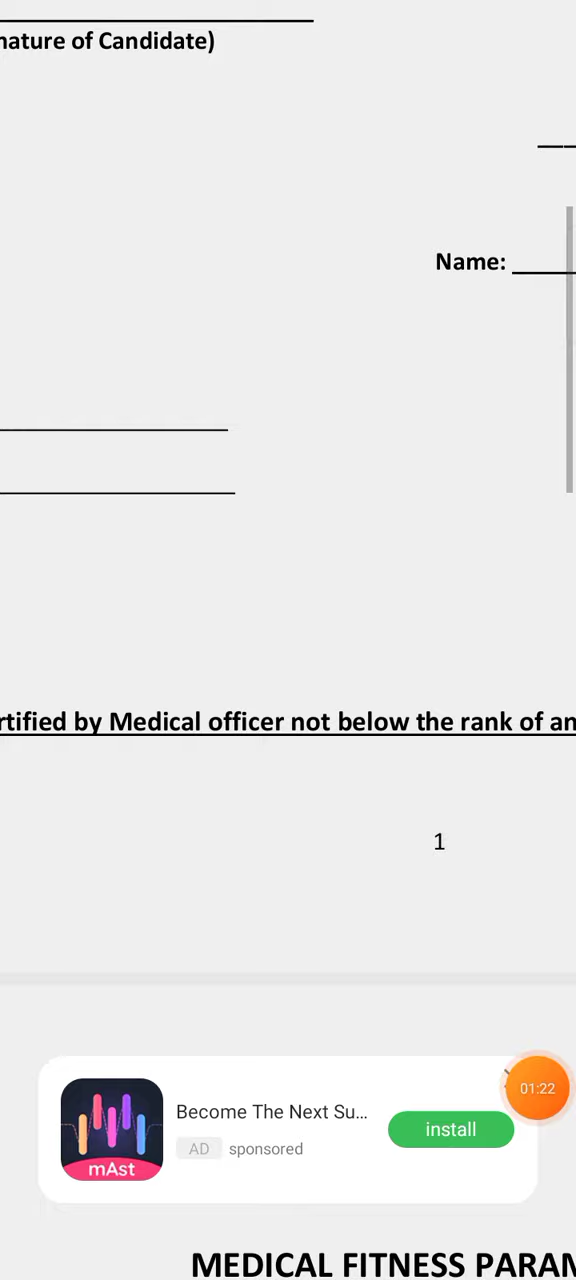 nature of Candidate)
Name:
rtified by Medical officer not below the rank of an
1
Become The Next Su...
install
AD sponsored
mAst
01:22
MEDICAL FITNESS PARAM